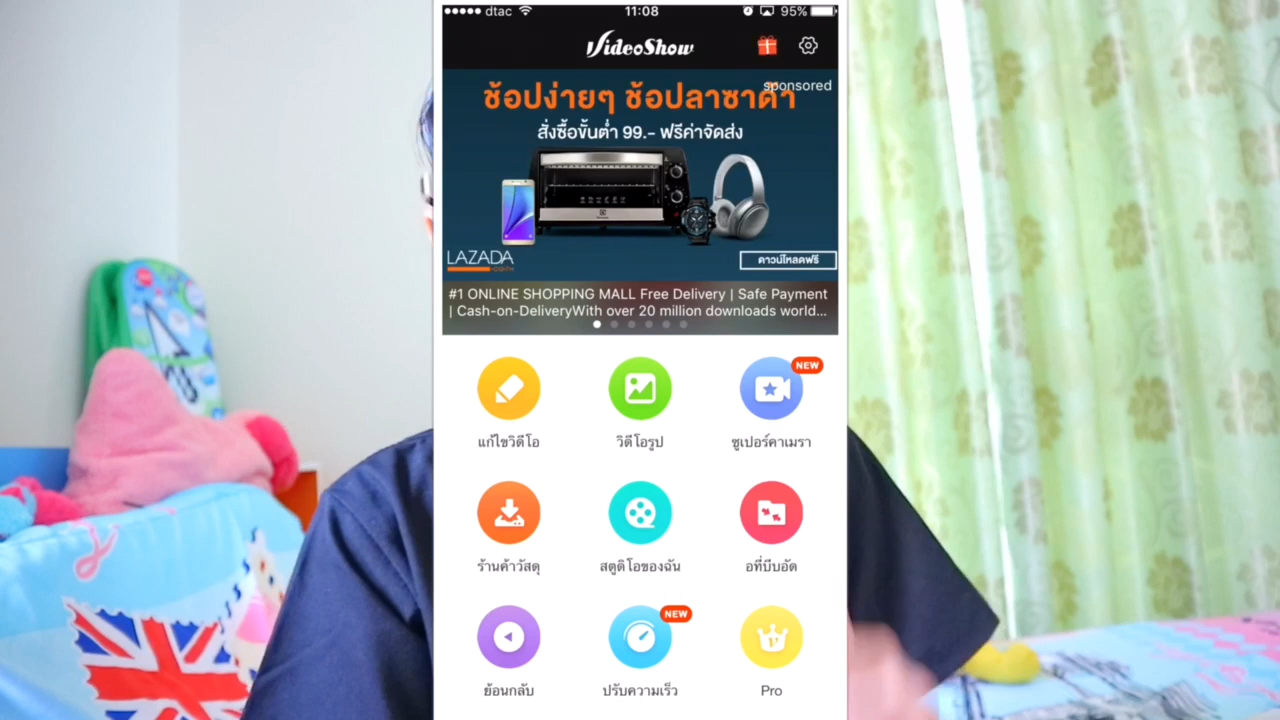 dtac
11:08
95%
VideoShow
sponsored
ช้อปง่ายๆ ช้อปลาซาด้า
สั่งซื้อขั้นต่ำ 99.- ฟรีค่าจัดส่ง
LAZADA
.CO.TH
ดาวน์โหลดฟรี
#1 ONLINE SHOPPING MALL Free Delivery | Safe Payment
| Cash-on-DeliveryWith over 20 million downloads world...
NEW
แก้ไขวิดีโอ
วิดีโอรูป
ซูเปอร์คาเมรา
ร้านค้าวัสดุ
สตูดิโอของฉัน
อที่บีบอัด
NEW
ย้อนกลับ
ปรับความเร็ว
Pro